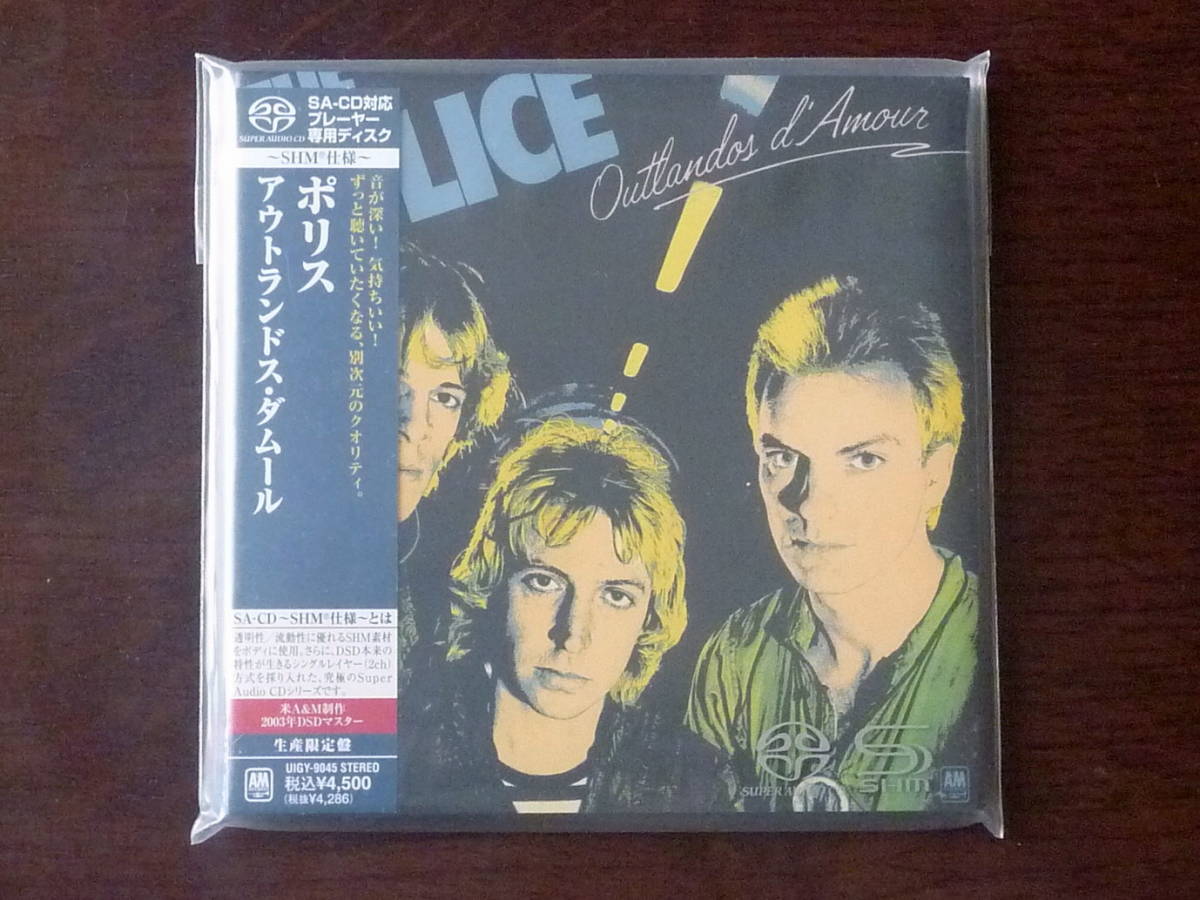 SUPER AUDIO CD
SA-CD対応
プレーヤー
専用ディスク
～SHM®仕様～
音が深い！気持ちいい！
ずっと聴いていたくなる、別次元のクオリティ。
ポリス
アウトランドス・ダムール
SA-CD～SHM®仕様～とは
透明性／流動性に優れるSHM素材
をボディに使用。さらに、DSD本来の
特性が生きるシングルレイヤー（2ch）
方式を採り入れた、究極のSuper
Audio CDシリーズです。
米A&M制作
2003年DSDマスター
生産限定盤
AM
UIGY-9045 STEREO
税込¥4,500
(税抜¥4,286)
LICE
Outlandos d'Amour
SUPER AU
SHM
AM